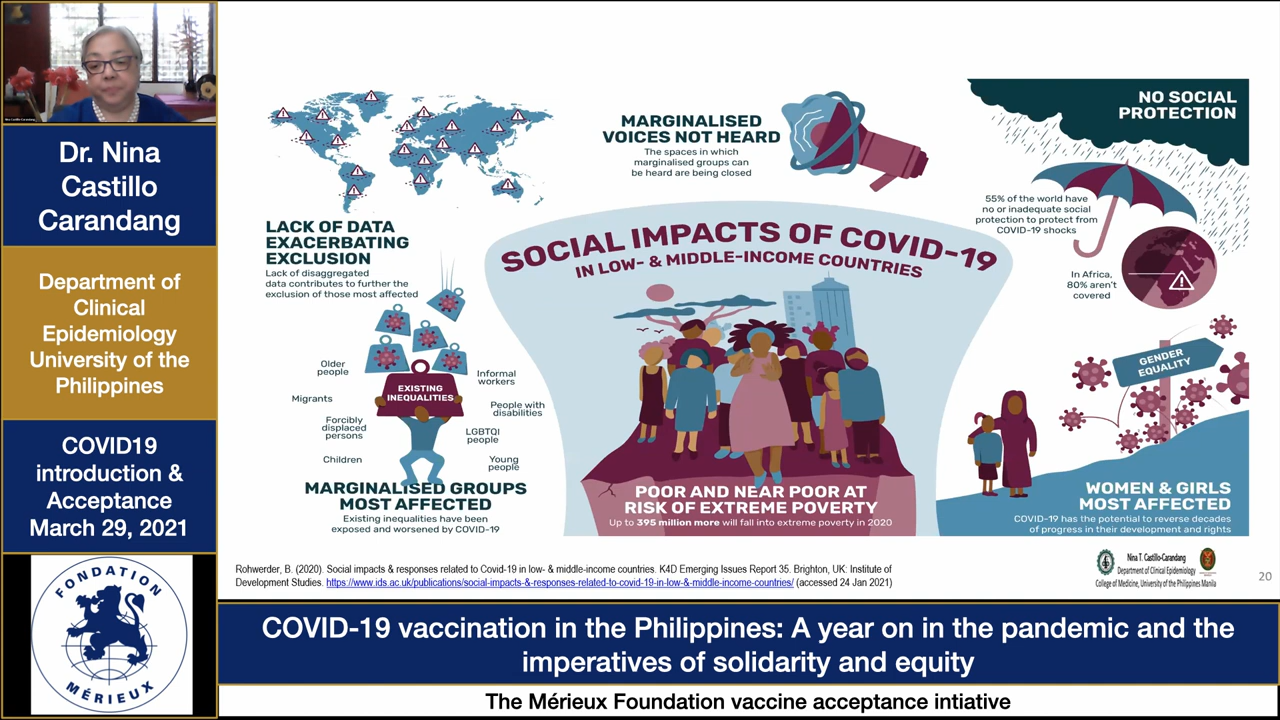 Dr. Nina
Castillo
Carandang
Department of
Clinical
Epidemiology
University of the
Philippines
COVID19
introduction &
Acceptance
March 29, 2021
FONDATION
MÉRIEUX
LACK OF DATA
EXACERBATING
EXCLUSION
Lack of disaggregated
data contributes to further the
exclusion of those most affected
MARGINALISED
VOICES NOT HEARD
The spaces in which
marginalised groups can
be heard are being closed
NO SOCIAL
PROTECTION
55% of the world have
no or inadequate social
protection to protect from
COVID-19 shocks
In Africa,
80% aren't
covered
SOCIAL IMPACTS OF COVID-19
IN LOW- & MIDDLE-INCOME COUNTRIES
EXISTING
INEQUALITIES
Older
people
Migrants
Forcibly
displaced
persons
Children
Informal
workers
People with
disabilities
LGBTQI
people
Young
people
MARGINALISED GROUPS
MOST AFFECTED
Existing inequalities have been
exposed and worsened by COVID-19
POOR AND NEAR POOR AT
RISK OF EXTREME POVERTY
Up to 395 million more will fall into extreme poverty in 2020
GENDER
EQUALITY
WOMEN & GIRLS
MOST AFFECTED
COVID-19 has the potential to reverse decades
of progress in their development and rights
Rohwerder, B. (2020). Social impacts & responses related to Covid-19 in low- & middle-income countries. K4D Emerging Issues Report 35. Brighton, UK: Institute of
Development Studies. https://www.ids.ac.uk/publications/social-impacts-&-responses-related-to-covid-19-in-low-&-middle-income-countries/ (accessed 24 Jan 2021)
Nina T. Castillo-Carandang
Department of Clinical Epidemiology
College of Medicine, University of the Philippines Manila
20
COVID-19 vaccination in the Philippines: A year on in the pandemic and the
imperatives of solidarity and equity
The Mérieux Foundation vaccine acceptance intiative